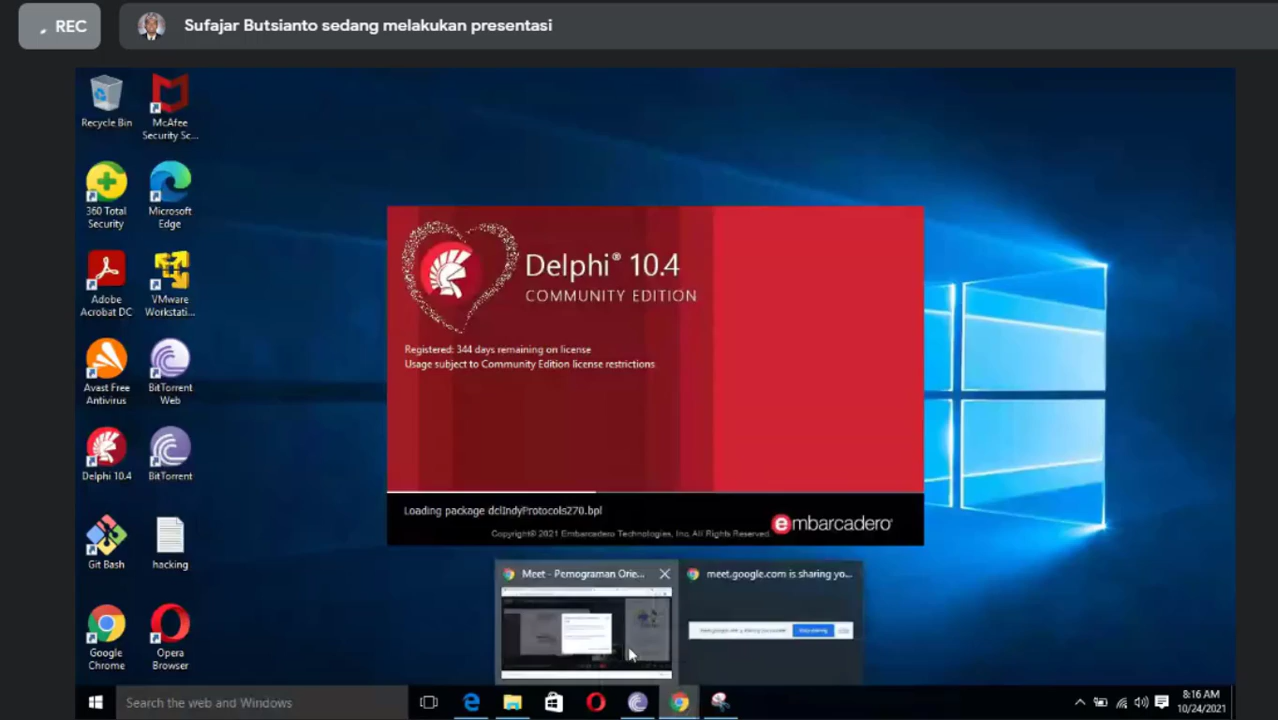 REC
Sufajar Butsianto sedang melakukan presentasi
Recycle Bin
McAfee
Security Sc...
360 Total
Security
Microsoft
Edge
Adobe
Acrobat DC
VMware
Workstati...
Avast Free
Antivirus
BitTorrent
Web
Delphi 10.4
BitTorrent
Git Bash
hacking
Google
Chrome
Opera
Browser
Delphi® 10.4
COMMUNITY EDITION
Registered: 344 days remaining on license
Usage subject to Community Edition license restrictions
Loading package dclIndyProtocols270.bpl
embarcadero®
Copyright© 2021 Embarcadero Technologies, Inc. All Rights Reserved.
Meet - Pemograman Orie...
meet.google.com is sharing yo...
Stop sharing
Search the web and Windows
8:16 AM
10/24/2021